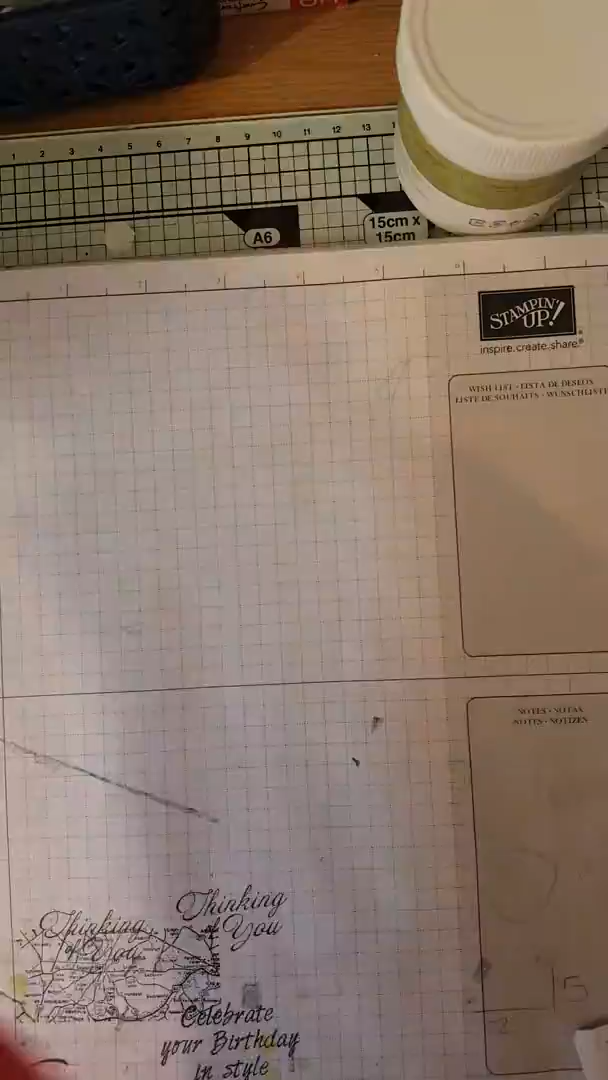 1 2 3 4 5 6 7 8 9 10 11 12 13
A6
15cm x
15cm
STAMPIN'
UP!
inspire.create.share.
WISH LIST • LISTA DE DESEOS
LISTE DE SOUHAITS • WUNSCHLISTE
NOTES • NOTAS
NOTES • NOTIZEN
Thinking
of You
Thinking
of You
15
Celebrate
your Birthday
in style